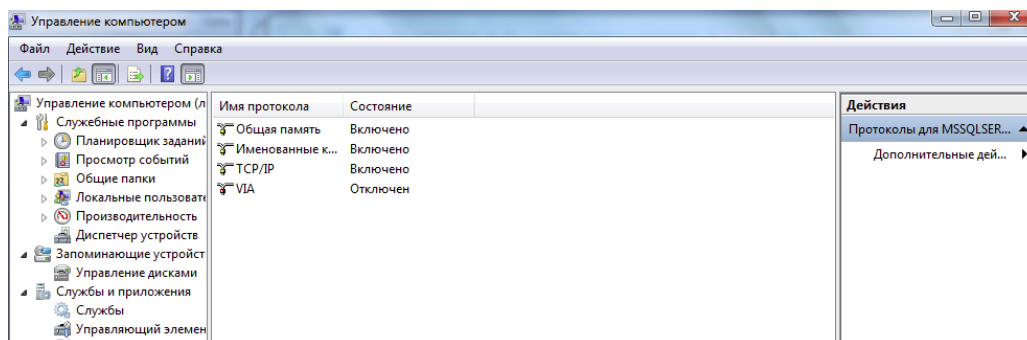 Управление компьютером
Файл Действие Вид Справка
Управление компьютером (л
Служебные программы
Планировщик заданий
Просмотр событий
Общие папки
Локальные пользовате
Производительность
Диспетчер устройств
Запоминающие устройст
Управление дисками
Службы и приложения
Службы
Управляющий элемен
Имя протокола Состояние
Общая память Включено
Именованные к... Включено
TCP/IP Включено
VIA Отключен
Действия
Протоколы для MSSQLSER...
Дополнительные дей...